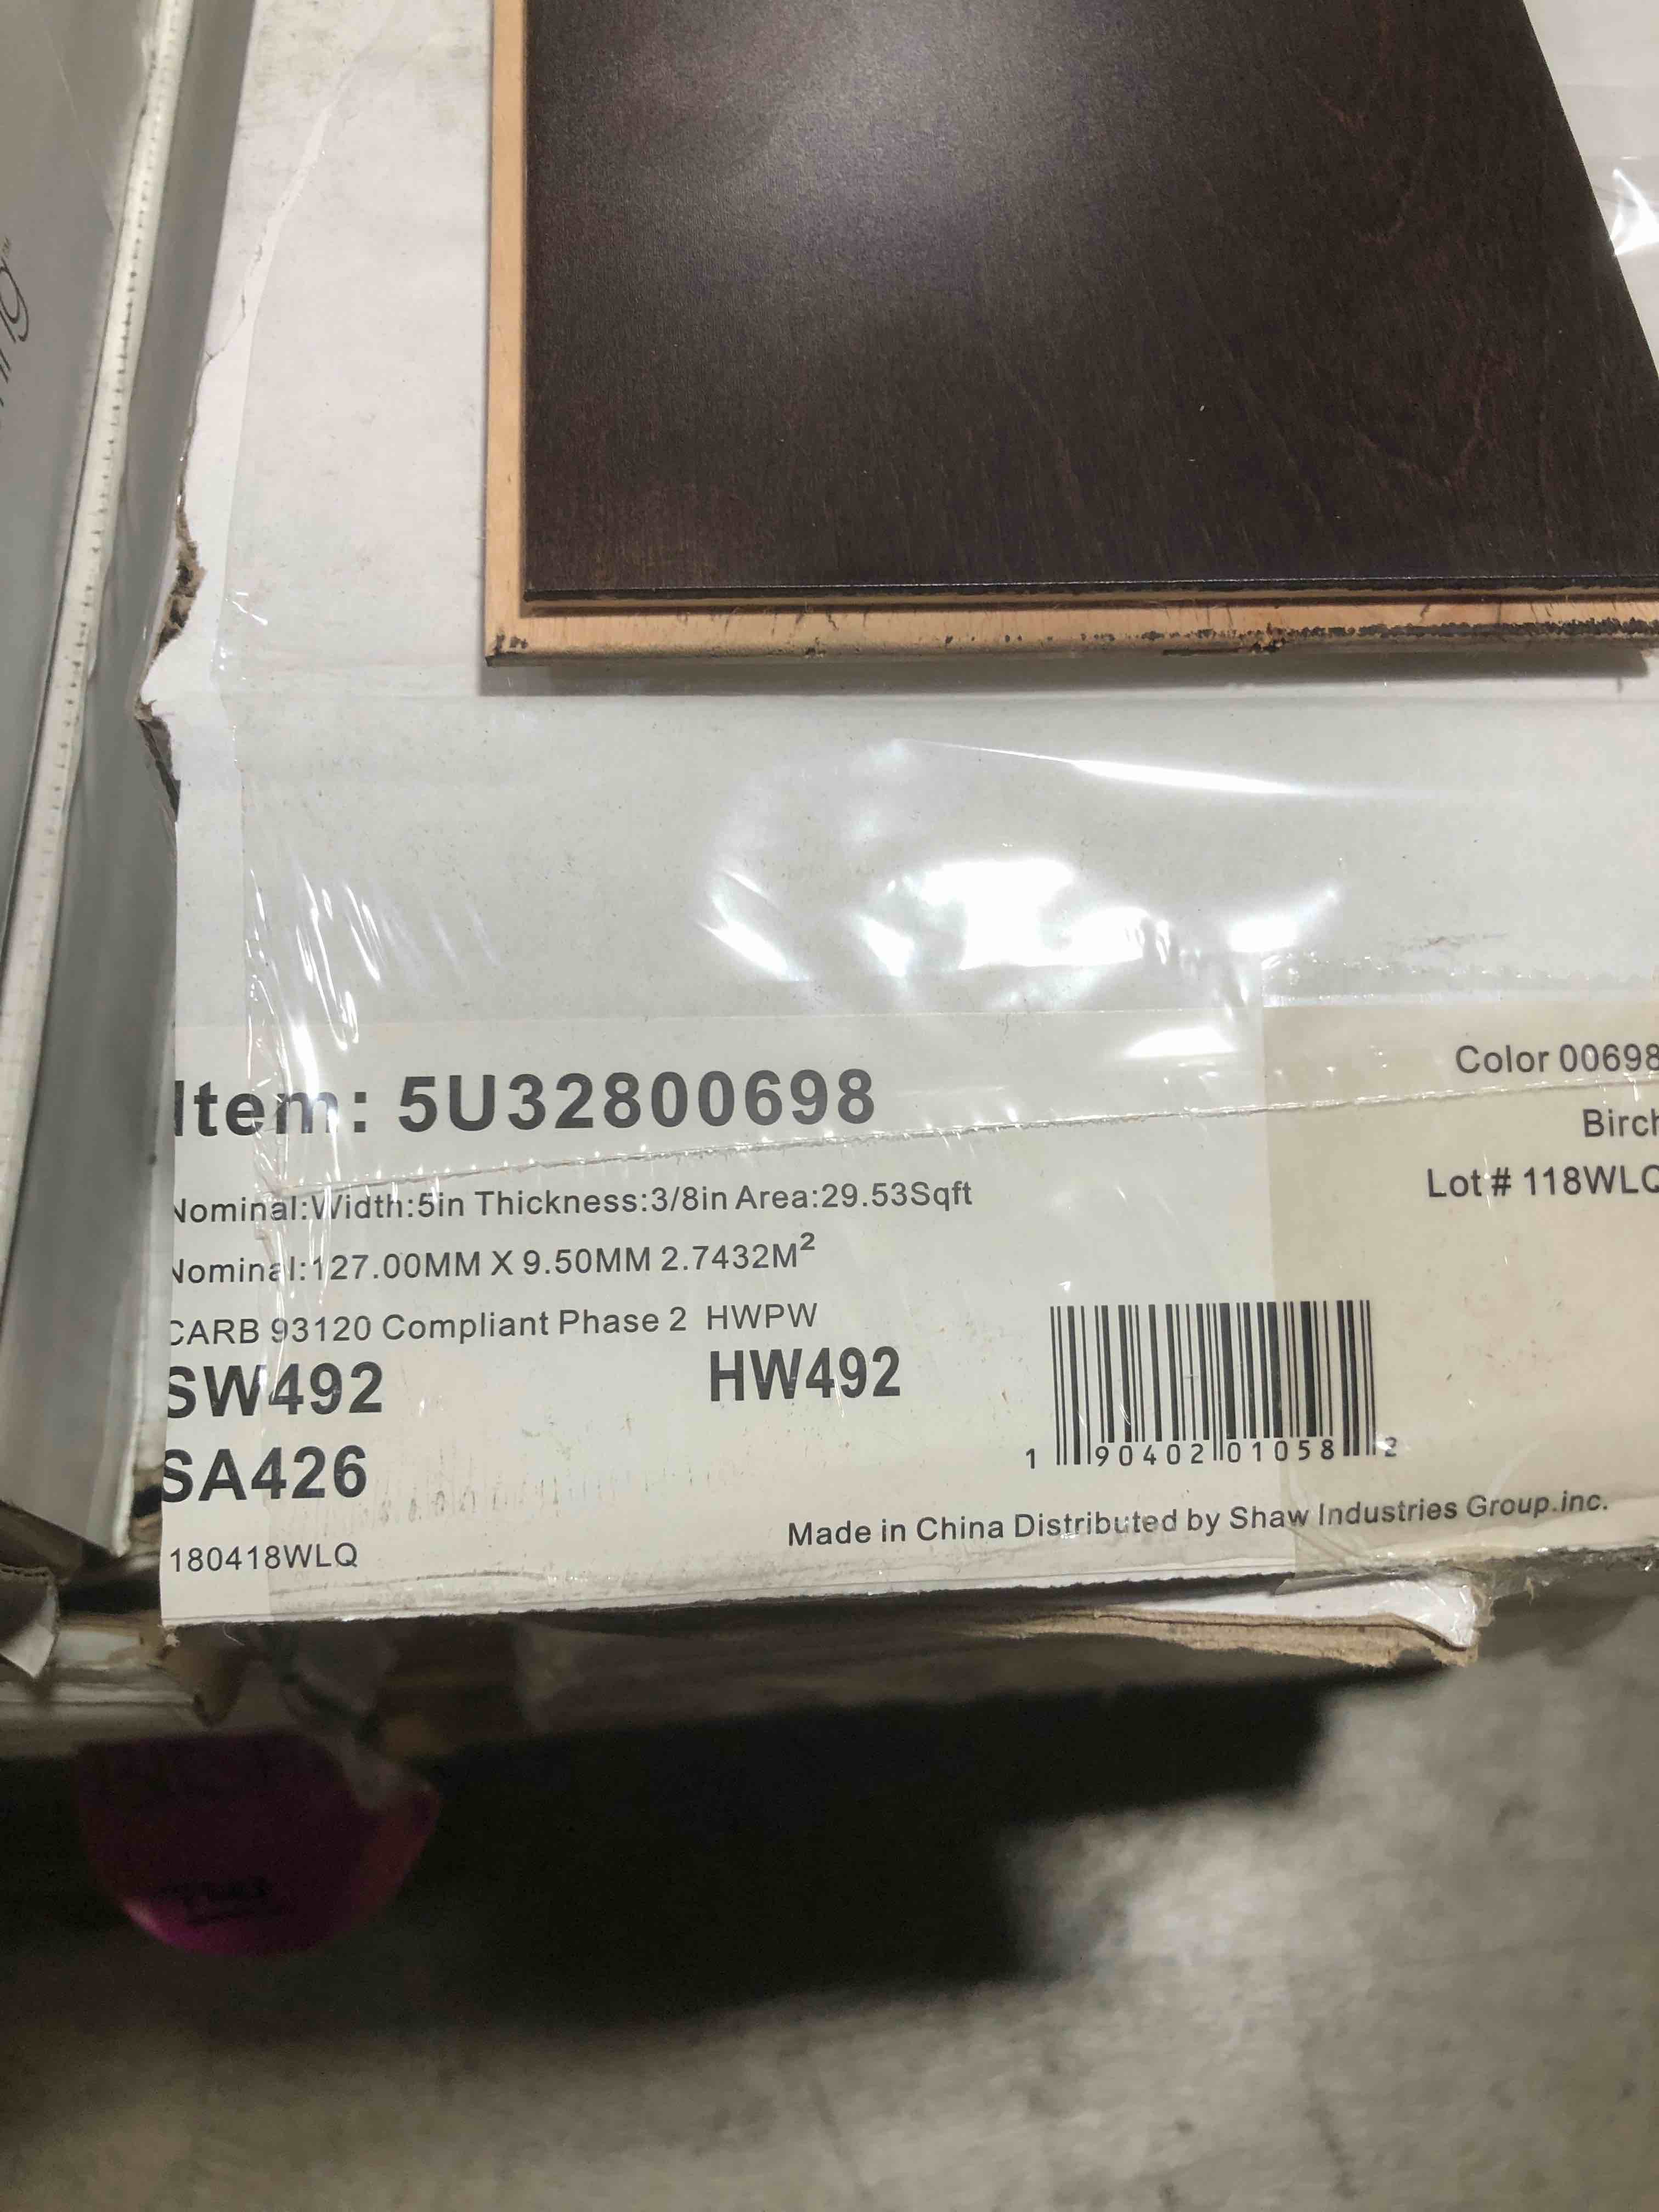 Item: 5U32800698
Color 00698
Birch
Lot # 118WLQ
Nominal:Width:5in Thickness:3/8in Area:29.53Sqft
Nominal:127.00MM X 9.50MM 2.7432M²
CARB 93120 Compliant Phase 2 HWPW
SW492
HW492
SA426
1 90402 01058 2
180418WLQ
Made in China Distributed by Shaw Industries Group.inc.